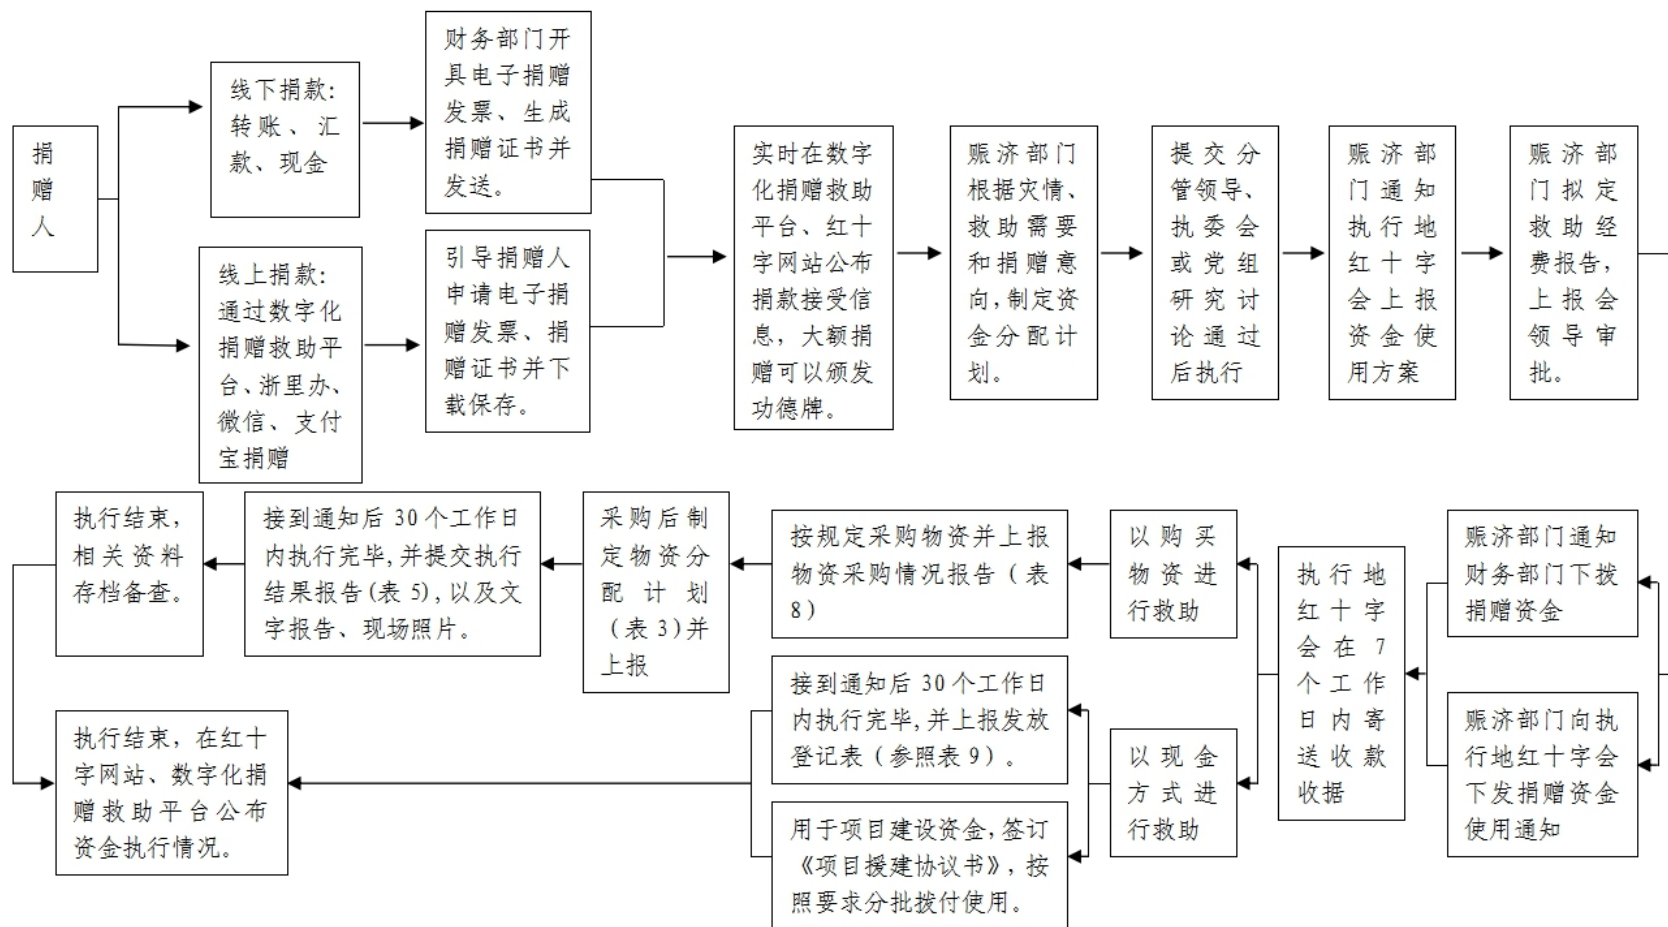 捐
赠
人
线下捐款:
转账、汇
款、现金
财务部门开
具电子捐赠
发票、生成
捐赠证书并
发送。
线上捐款:
通过数字化
捐赠救助平
台、浙里办、
微信、支付
宝捐赠
引导捐赠人
申请电子捐
赠发票、捐
赠证书并下
载保存。
实时在数字
化捐赠救助
平台、红十
字网站公布
捐款接受信
息，大额捐
赠可以颁发
功德牌。
赈济部门
根据灾情、
救助需要
和捐赠意
向,制定资
金分配计
划。
提交分
管领导、
执委会
或党组
研究讨
论通过
后执行
赈济部
门通知
执行地
红十字
会上报
资金使
用方案
赈济部
门拟定
救助经
费报告，
上报会
领导审
批。
赈济部门通知
财务部门下拨
捐赠资金
赈济部门向执
行地红十字会
下发捐赠资金
使用通知
执行地
红十字
会在7
个工作
日内寄
送收款
收据
以购买
物资进
行救助
按规定采购物资并上报
物资采购情况报告（表
8）
采购后制
定物资分
配计划
（表3)并
上报
接到通知后30个工作日
内执行完毕,并提交执行
结果报告(表5),以及文
字报告、现场照片。
执行结束，
相关资料
存档备查。
以现金
方式进
行救助
接到通知后30个工作日
内执行完毕,并上报发放
登记表（参照表9）。
用于项目建设资金,签订
《项目援建协议书》,按
照要求分批拨付使用。
执行结束，在红十
字网站、数字化捐
赠救助平台公布
资金执行情况。